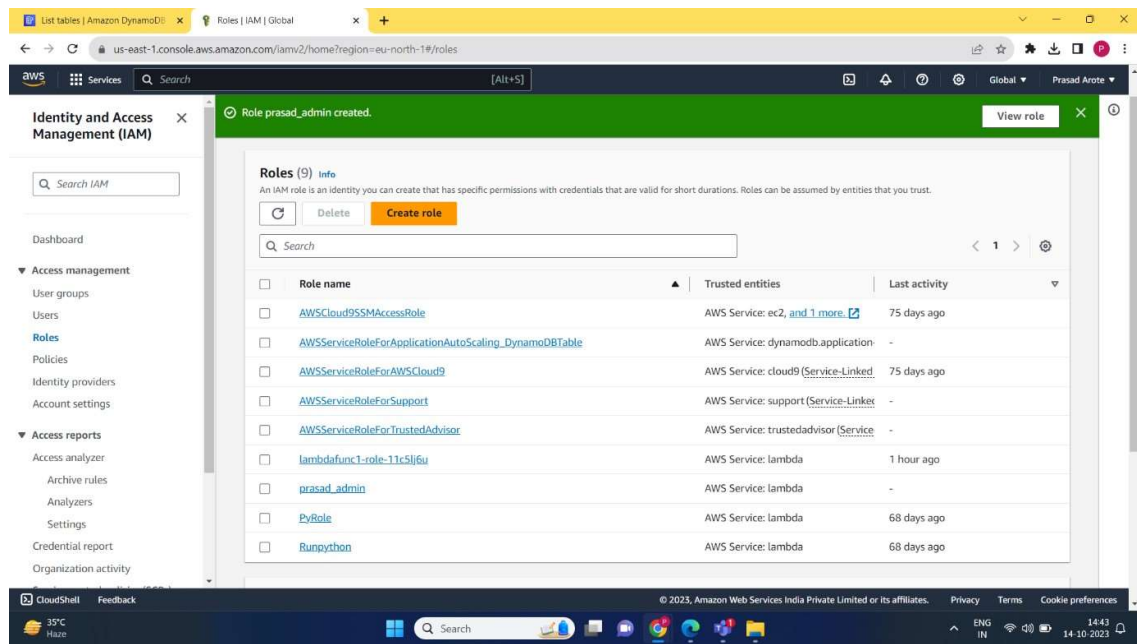 List tables | Amazon DynamoDB
Roles | IAM | Global
us-east-1.console.aws.amazon.com/iamv2/home?region=eu-north-1#/roles
P
aws
Services
Search
[Alt+S]
Global
Prasad Arote
Identity and Access
Management (IAM)
Search IAM
Dashboard
Access management
User groups
Users
Roles
Policies
Identity providers
Account settings
Access reports
Access analyzer
Archive rules
Analyzers
Settings
Credential report
Organization activity
Role prasad_admin created.
View role
Roles (9) Info
An IAM role is an identity you can create that has specific permissions with credentials that are valid for short durations. Roles can be assumed by entities that you trust.
Delete
Create role
Search
1
Role name Trusted entities Last activity
AWSCloud9SSMAccessRole AWS Service: ec2, and 1 more. 75 days ago
AWSServiceRoleForApplicationAutoScaling_DynamoDBTable AWS Service: dynamodb.application- -
AWSServiceRoleForAWSCloud9 AWS Service: cloud9 (Service-Linked 75 days ago
AWSServiceRoleForSupport AWS Service: support (Service-Linked -
AWSServiceRoleForTrustedAdvisor AWS Service: trustedadvisor (Service -
lambdafunc1-role-11c5lj6u AWS Service: lambda 1 hour ago
prasad_admin AWS Service: lambda -
PyRole AWS Service: lambda 68 days ago
Runpython AWS Service: lambda 68 days ago
CloudShell Feedback © 2023, Amazon Web Services India Private Limited or its affiliates. Privacy Terms Cookie preferences
35°C
Haze
Search
ENG
IN
14:43
14-10-2023